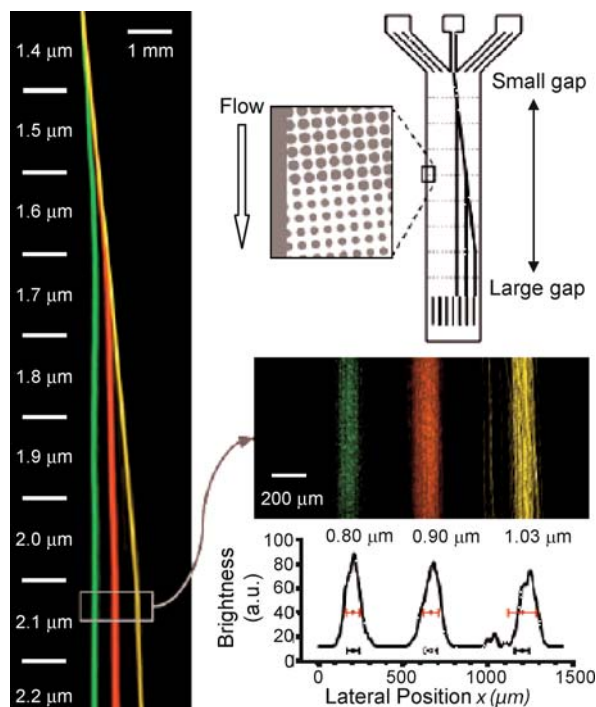 1.4 μm
1 mm
1.5 μm
1.6 μm
1.7 μm
1.8 μm
1.9 μm
2.0 μm
2.1 μm
2.2 μm
Flow
Small gap
Large gap
200 μm
0.80 μm 0.90 μm 1.03 μm
Brightness
(a.u.)
100
80
60
40
20
0
0 500 1000 1500
Lateral Position x (μm)